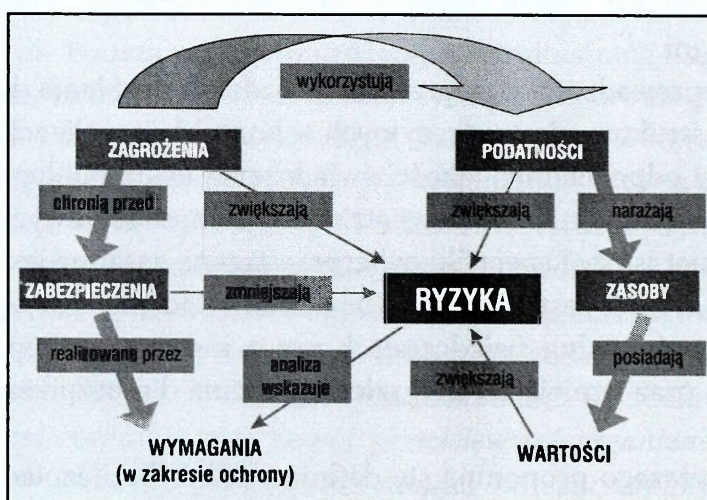 wykorzystują
ZAGROŻENIA
PODATNOŚCI
chronią przed
zwiększają
zwiększają
narażają
ZABEZPIECZENIA
zmniejszają
RYZYKA
ZASOBY
realizowane przez
analiza
wskazuje
zwiększają
posiadają
WYMAGANIA
(w zakresie ochrony)
WARTOŚCI